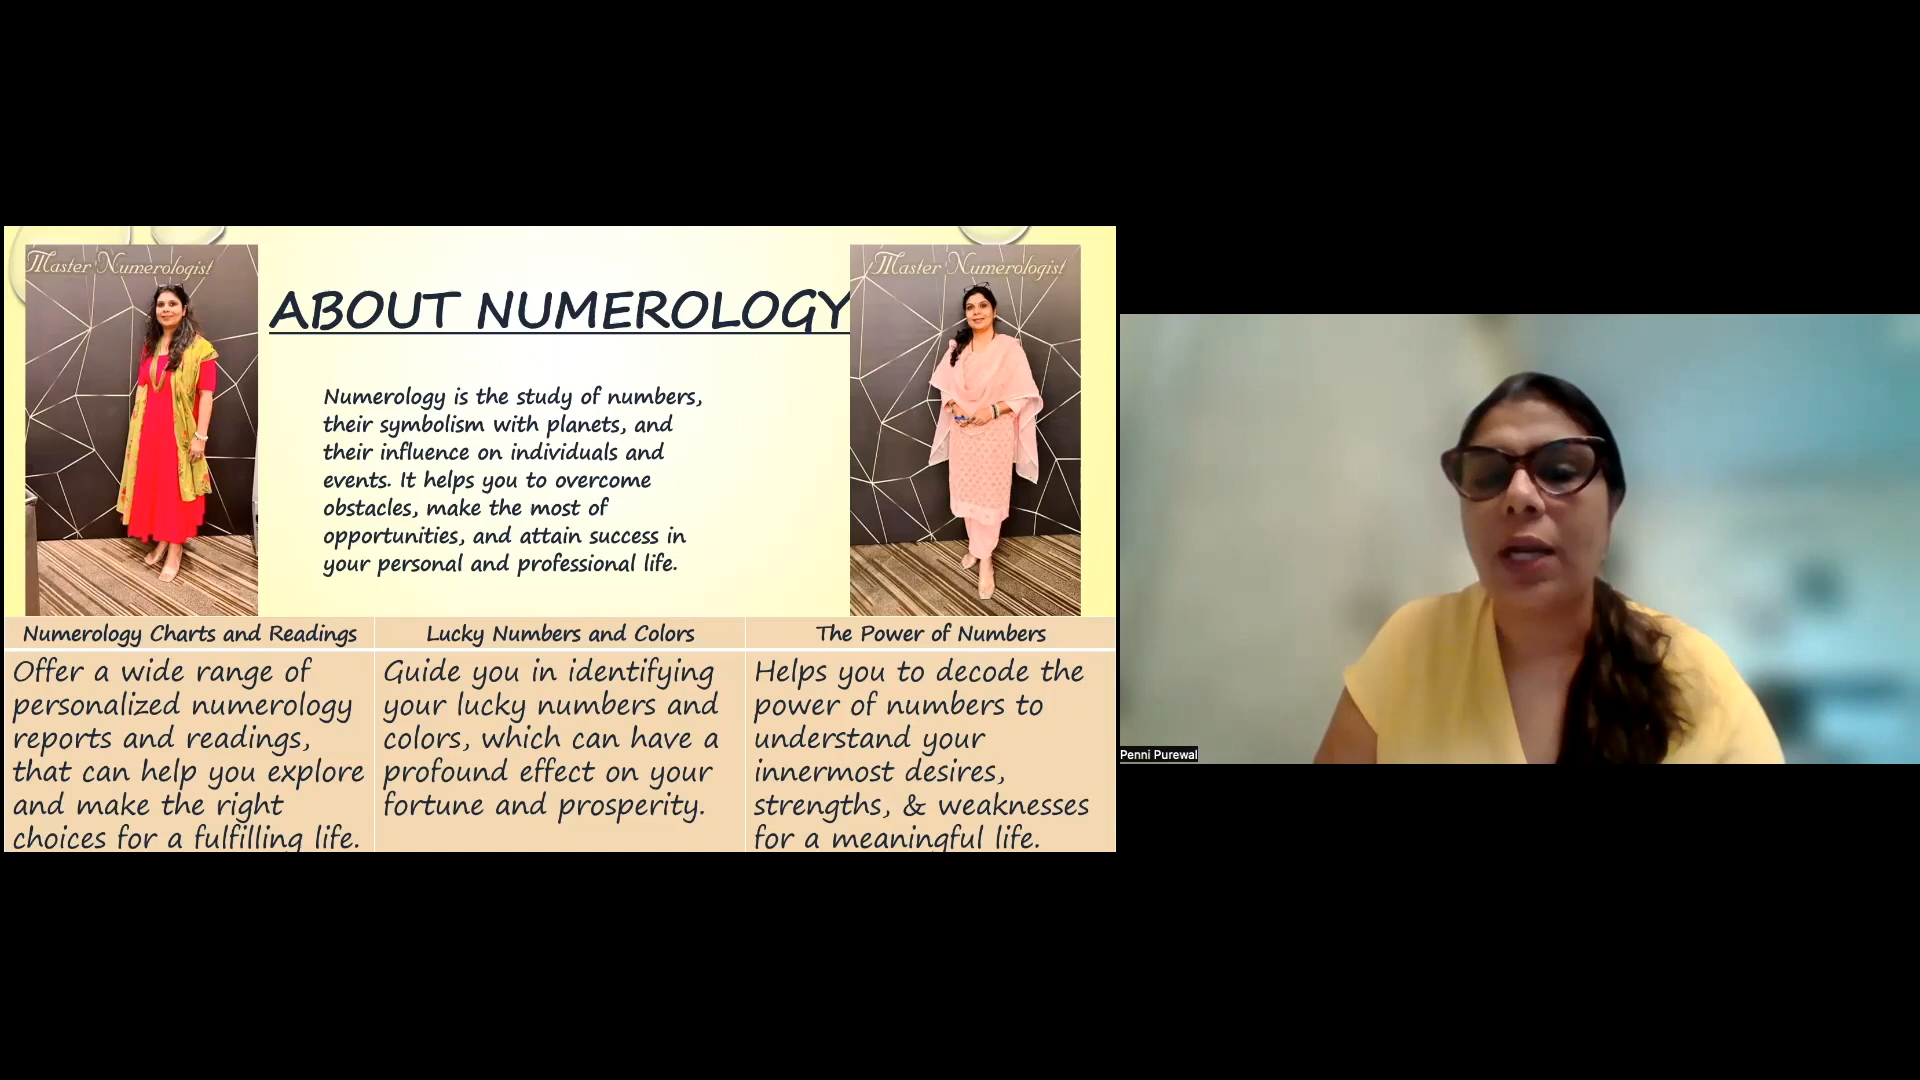 Master Numerologist
Master Numerologist
ABOUT NUMEROLOGY
Numerology is the study of numbers,
their symbolism with planets, and
their influence on individuals and
events. It helps you to overcome
obstacles, make the most of
opportunities, and attain success in
your personal and professional life.
Numerology Charts and Readings
Offer a wide range of
personalized numerology
reports and readings,
that can help you explore
and make the right
choices for a fulfilling life.
Lucky Numbers and Colors
Guide you in identifying
your lucky numbers and
colors, which can have a
profound effect on your
fortune and prosperity.
The Power of Numbers
Helps you to decode the
power of numbers to
understand your
innermost desires,
strengths, & weaknesses
for a meaningful life.
Penni Purewal